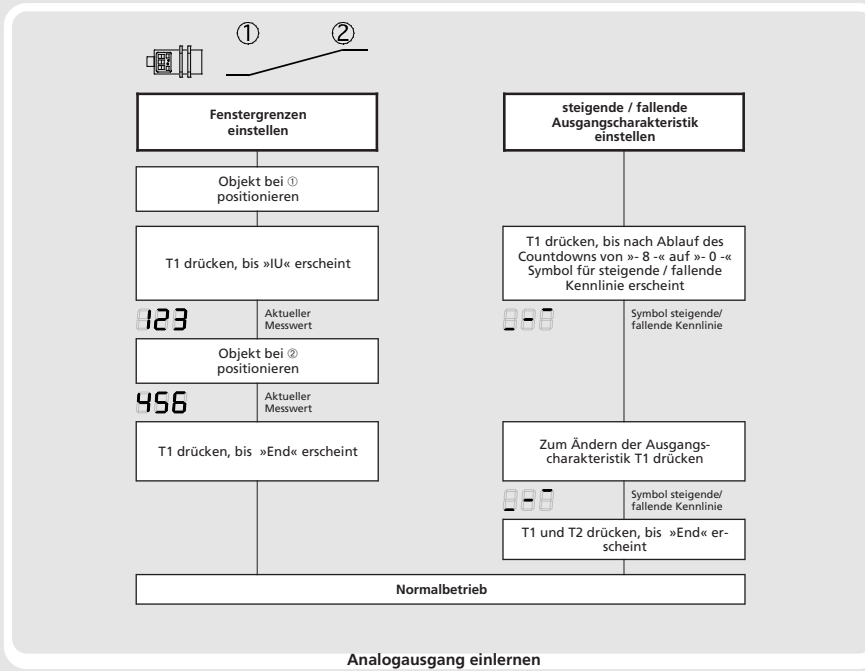 ① ②
Fenstergrenzen
einstellen
Objekt bei ①
positionieren
T1 drücken, bis »IU« erscheint
123
Aktueller
Messwert
Objekt bei ②
positionieren
456
Aktueller
Messwert
T1 drücken, bis »End« erscheint
steigende / fallende
Ausgangscharakteristik
einstellen
T1 drücken, bis nach Ablauf des
Countdowns von »- 8 -« auf »- 0 -«
Symbol für steigende / fallende
Kennlinie erscheint
Symbol steigende/
fallende Kennlinie
Zum Ändern der Ausgangs-
charakteristik T1 drücken
Symbol steigende/
fallende Kennlinie
T1 und T2 drücken, bis »End« er-
scheint
Normalbetrieb
Analogausgang einlernen